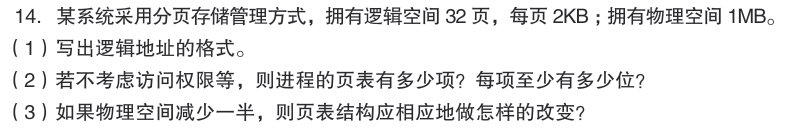 14. 某系统采用分页存储管理方式，拥有逻辑空间 32 页，每页 2KB；拥有物理空间 1MB。
（1）写出逻辑地址的格式。
（2）若不考虑访问权限等，则进程的页表有多少项？每项至少有多少位？
（3）如果物理空间减少一半，则页表结构应相应地做怎样的改变？